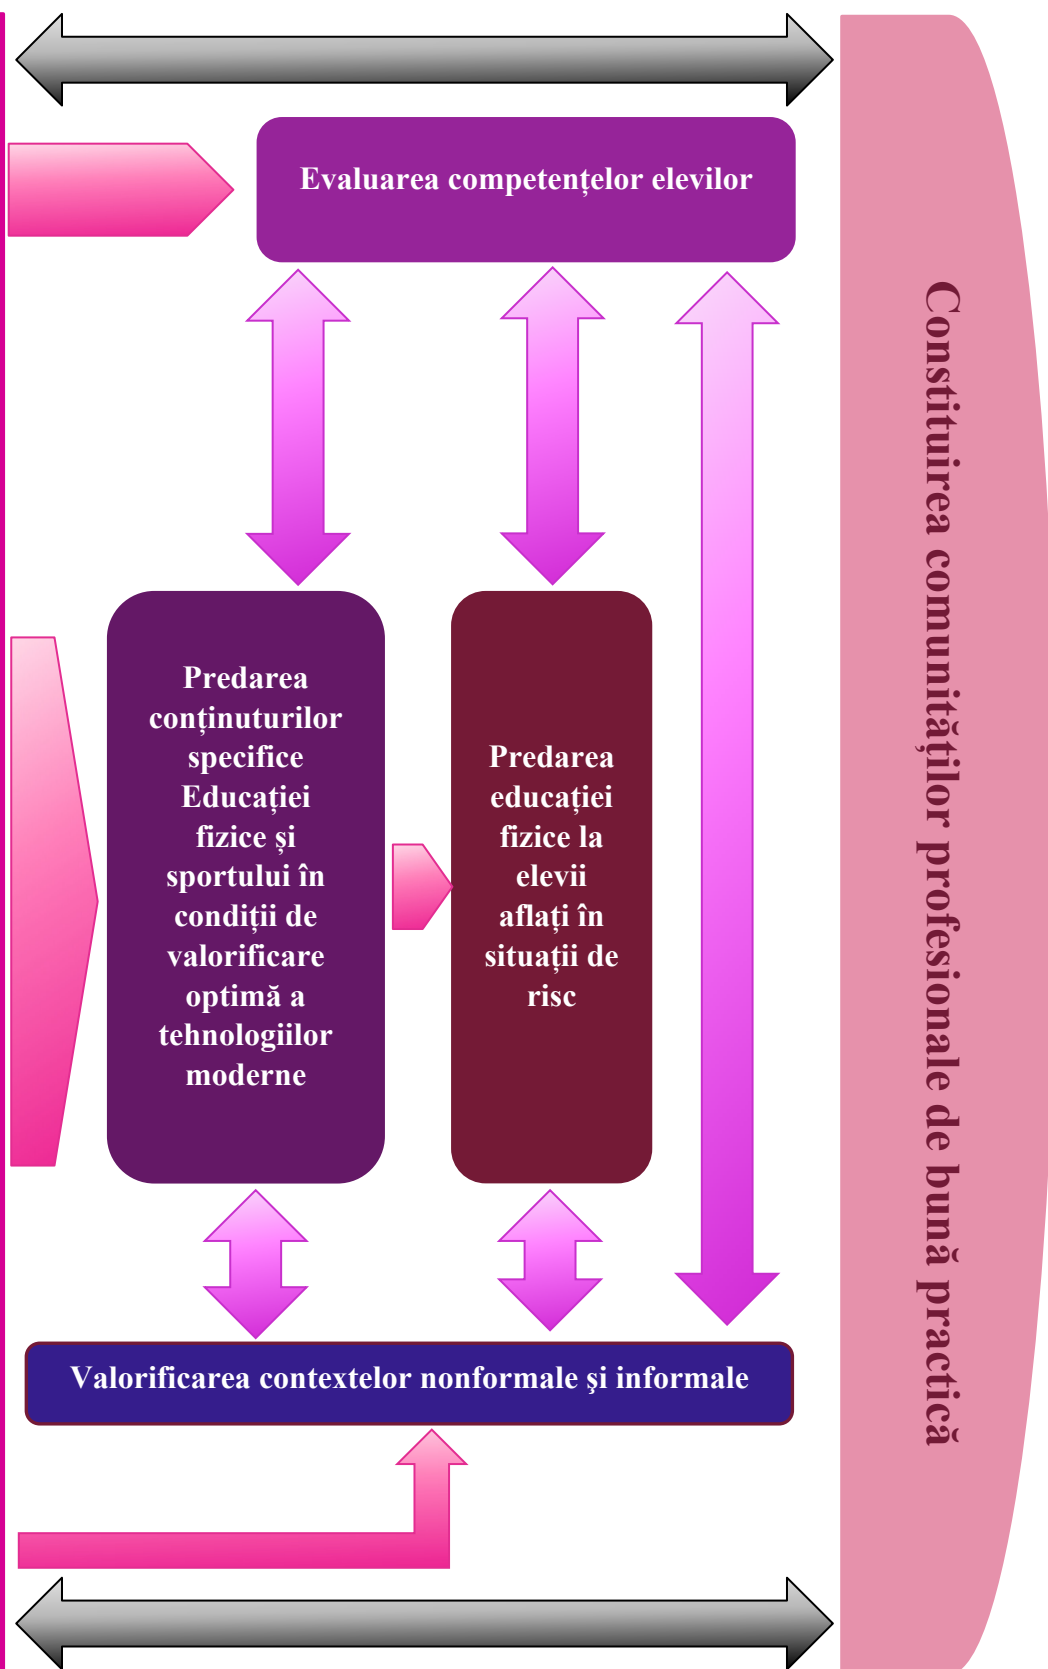 Evaluarea competențelor elevilor
Predarea
conținuturilor
specifice
Educației
fizice și
sportului în
condiții de
valorificare
optimă a
tehnologiilor
moderne
Predarea
educației
fizice la
elevii
aflați în
situații de
risc
Valorificarea contextelor nonformale şi informale
Constituirea comunităților profesionale de bună practică